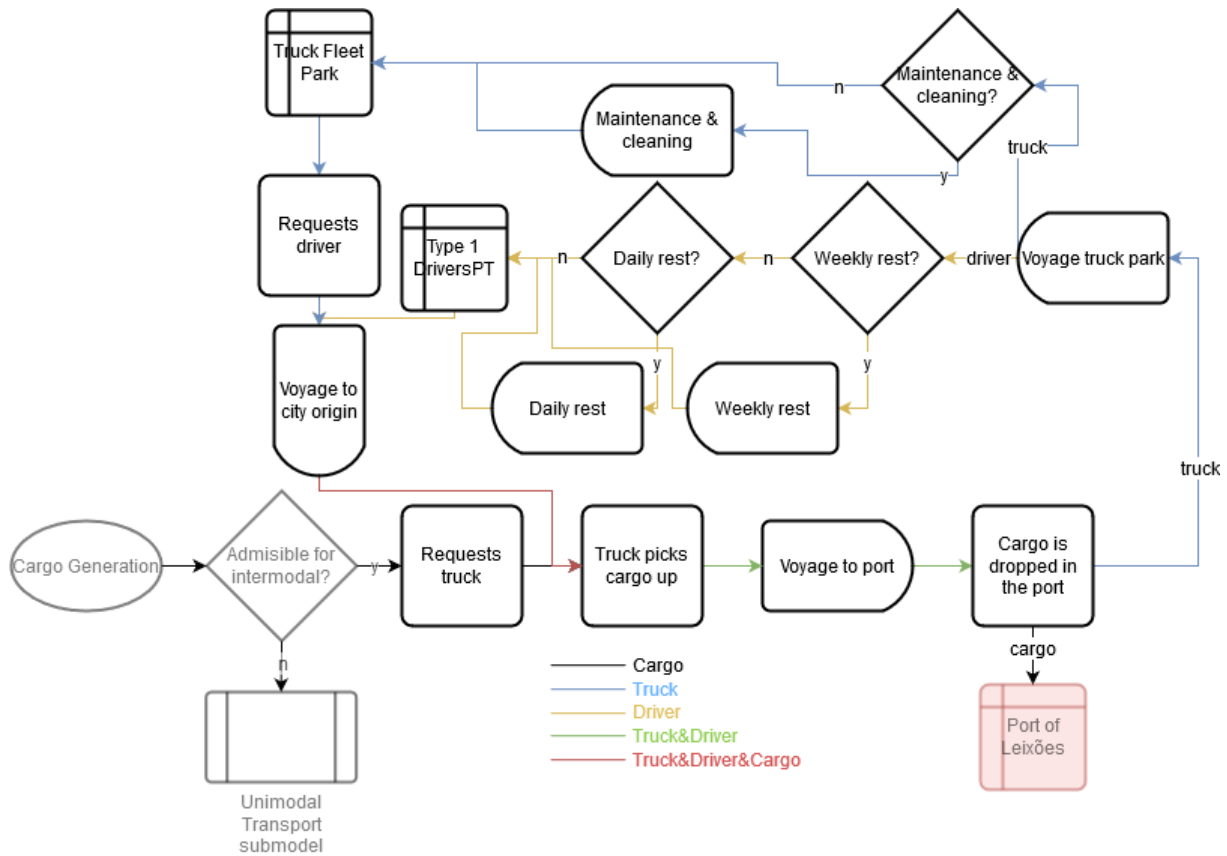 Truck Fleet
Park
Maintenance &
cleaning?
n
Maintenance &
cleaning
y
truck
Requests
driver
Type 1
DriversPT
n
Daily rest?
n
Weekly rest?
driver
Voyage truck park
Voyage to
city origin
y
y
Daily rest
Weekly rest
truck
Cargo Generation
Admisible for
intermodal?
y
Requests
truck
Truck picks
cargo up
Voyage to port
Cargo is
dropped in
the port
n
cargo
Cargo
Truck
Driver
Truck&Driver
Truck&Driver&Cargo
Port of
Leixões
Unimodal
Transport
submodel